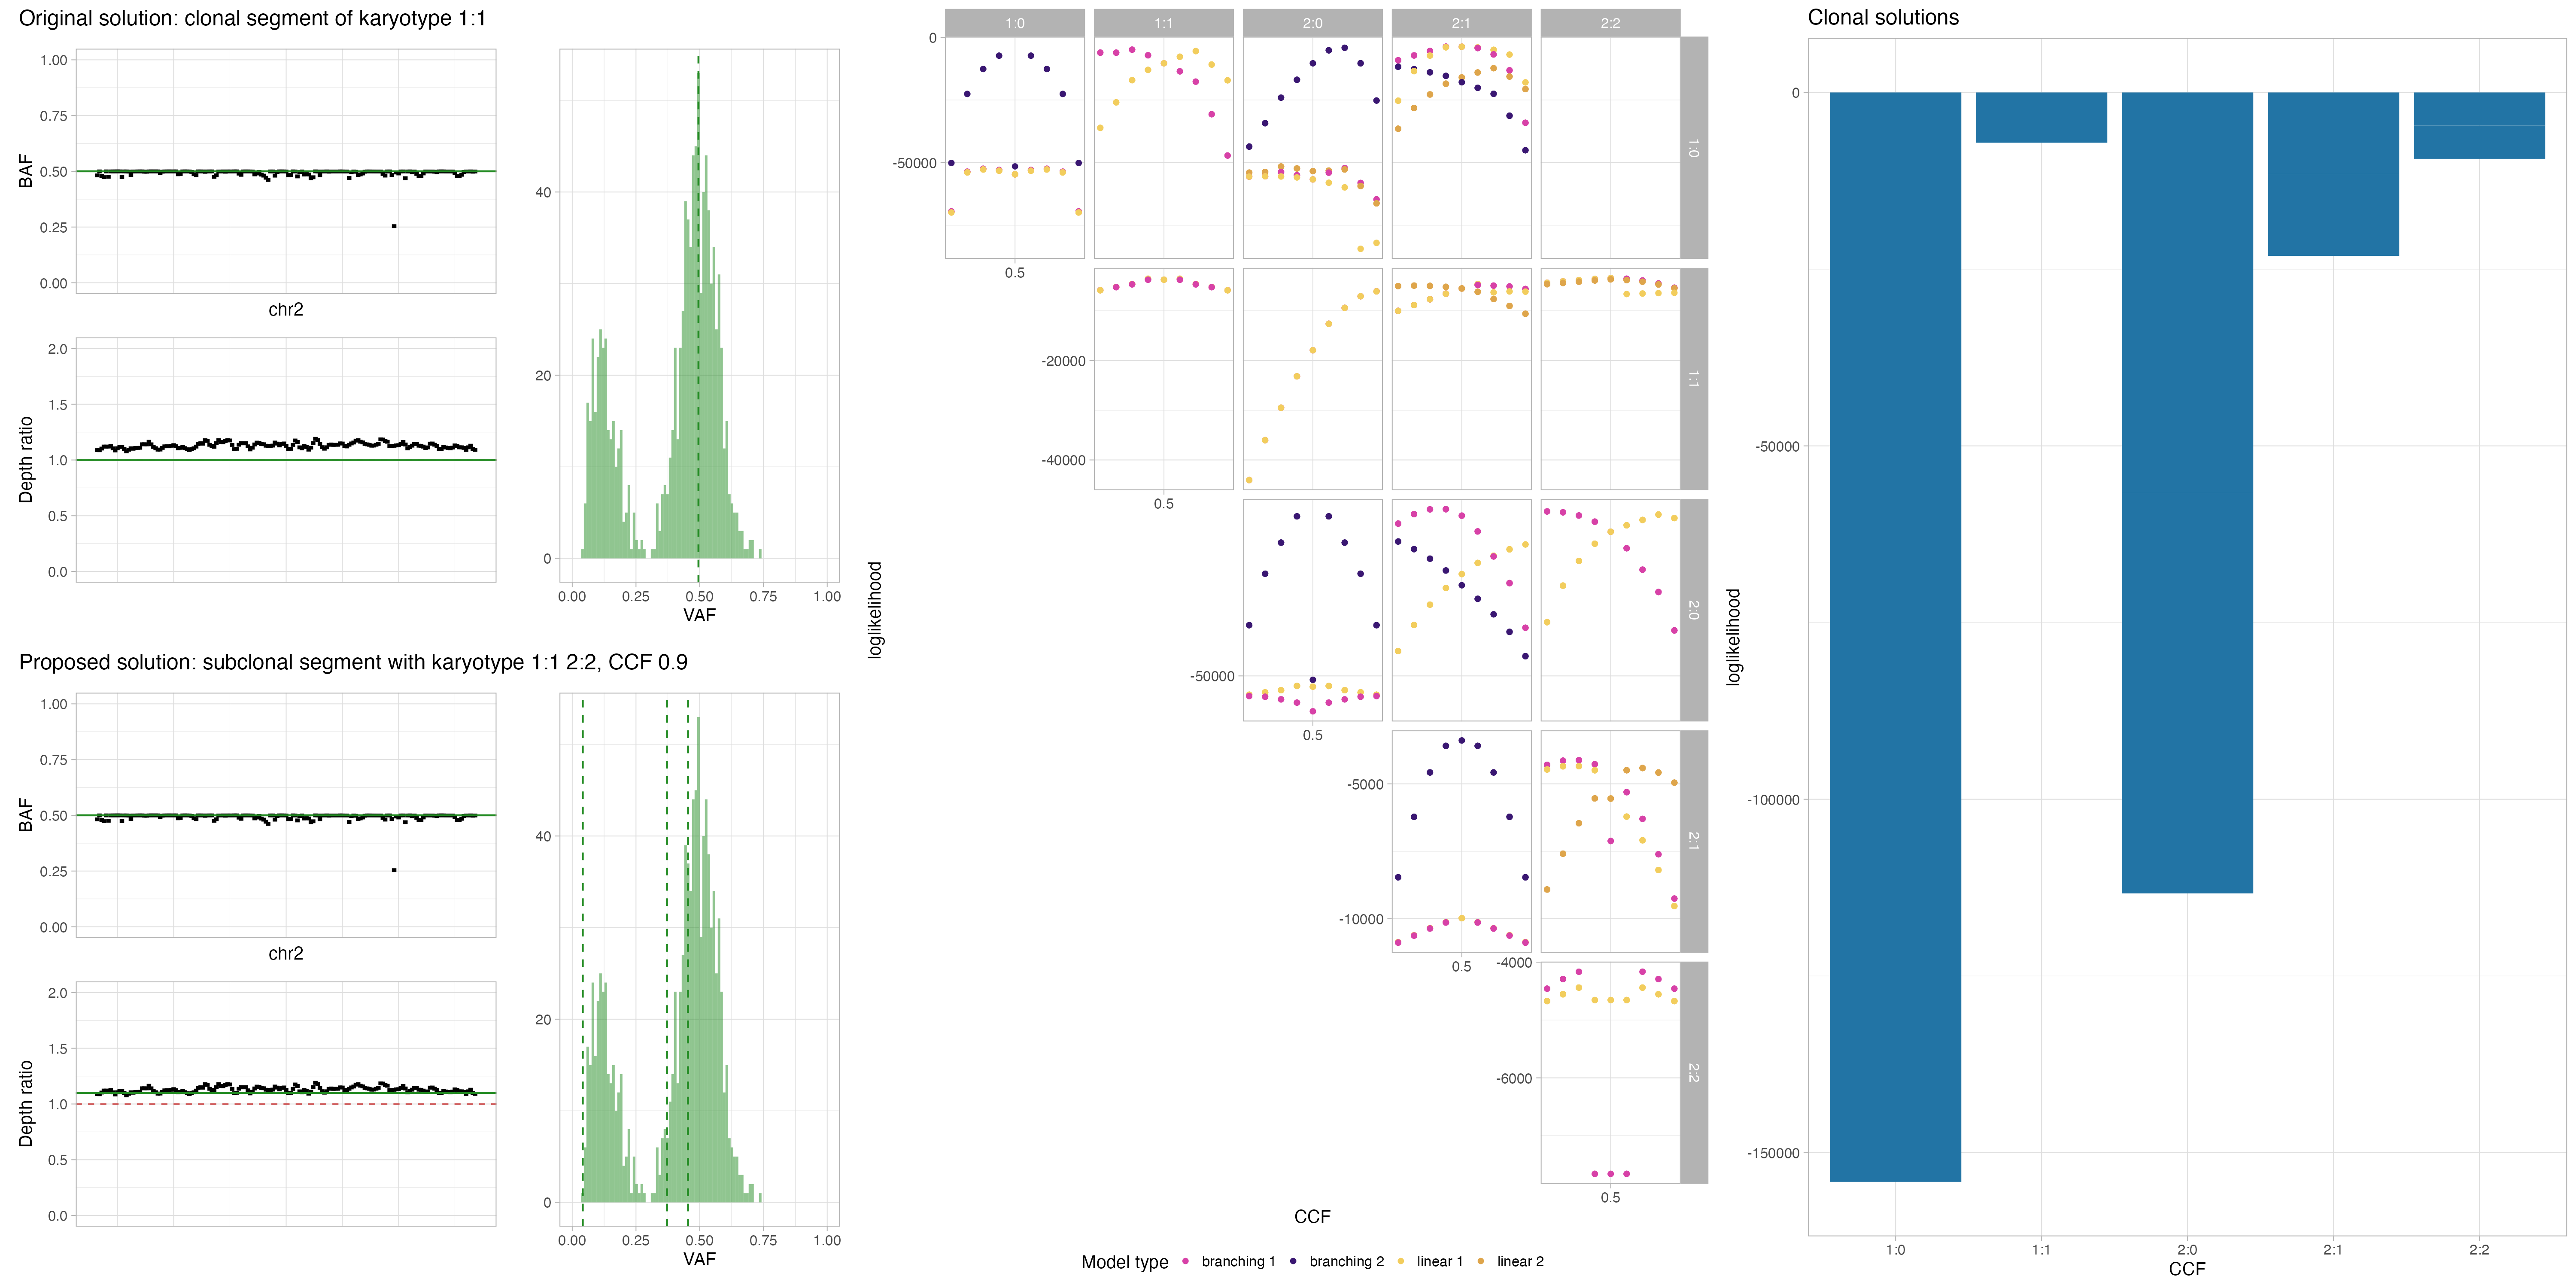 Original solution: clonal segment of karyotype 1:1
1.00
0.75
0.50
0.25
0.00
BAF
chr2
2.0
1.5
1.0
0.5
0.0
Depth ratio
40
20
0
0.00 0.25 0.50 0.75 1.00
VAF
Proposed solution: subclonal segment with karyotype 1:1 2:2, CCF 0.9
1.00
0.75
0.50
0.25
0.00
BAF
chr2
2.0
1.5
1.0
0.5
0.0
Depth ratio
40
20
0
0.00 0.25 0.50 0.75 1.00
VAF
loglikelihood
1:0 1:1 2:0 2:1 2:2
0
-50000
0.5
1:0
-20000
-40000
0.5
1:1
-50000
0.5
2:0
-5000
-10000
0.5
2:1
-4000
-6000
0.5
2:2
CCF
Model type branching 1 branching 2 linear 1 linear 2
Clonal solutions
loglikelihood
0
-50000
-100000
-150000
1:0 1:1 2:0 2:1 2:2
CCF